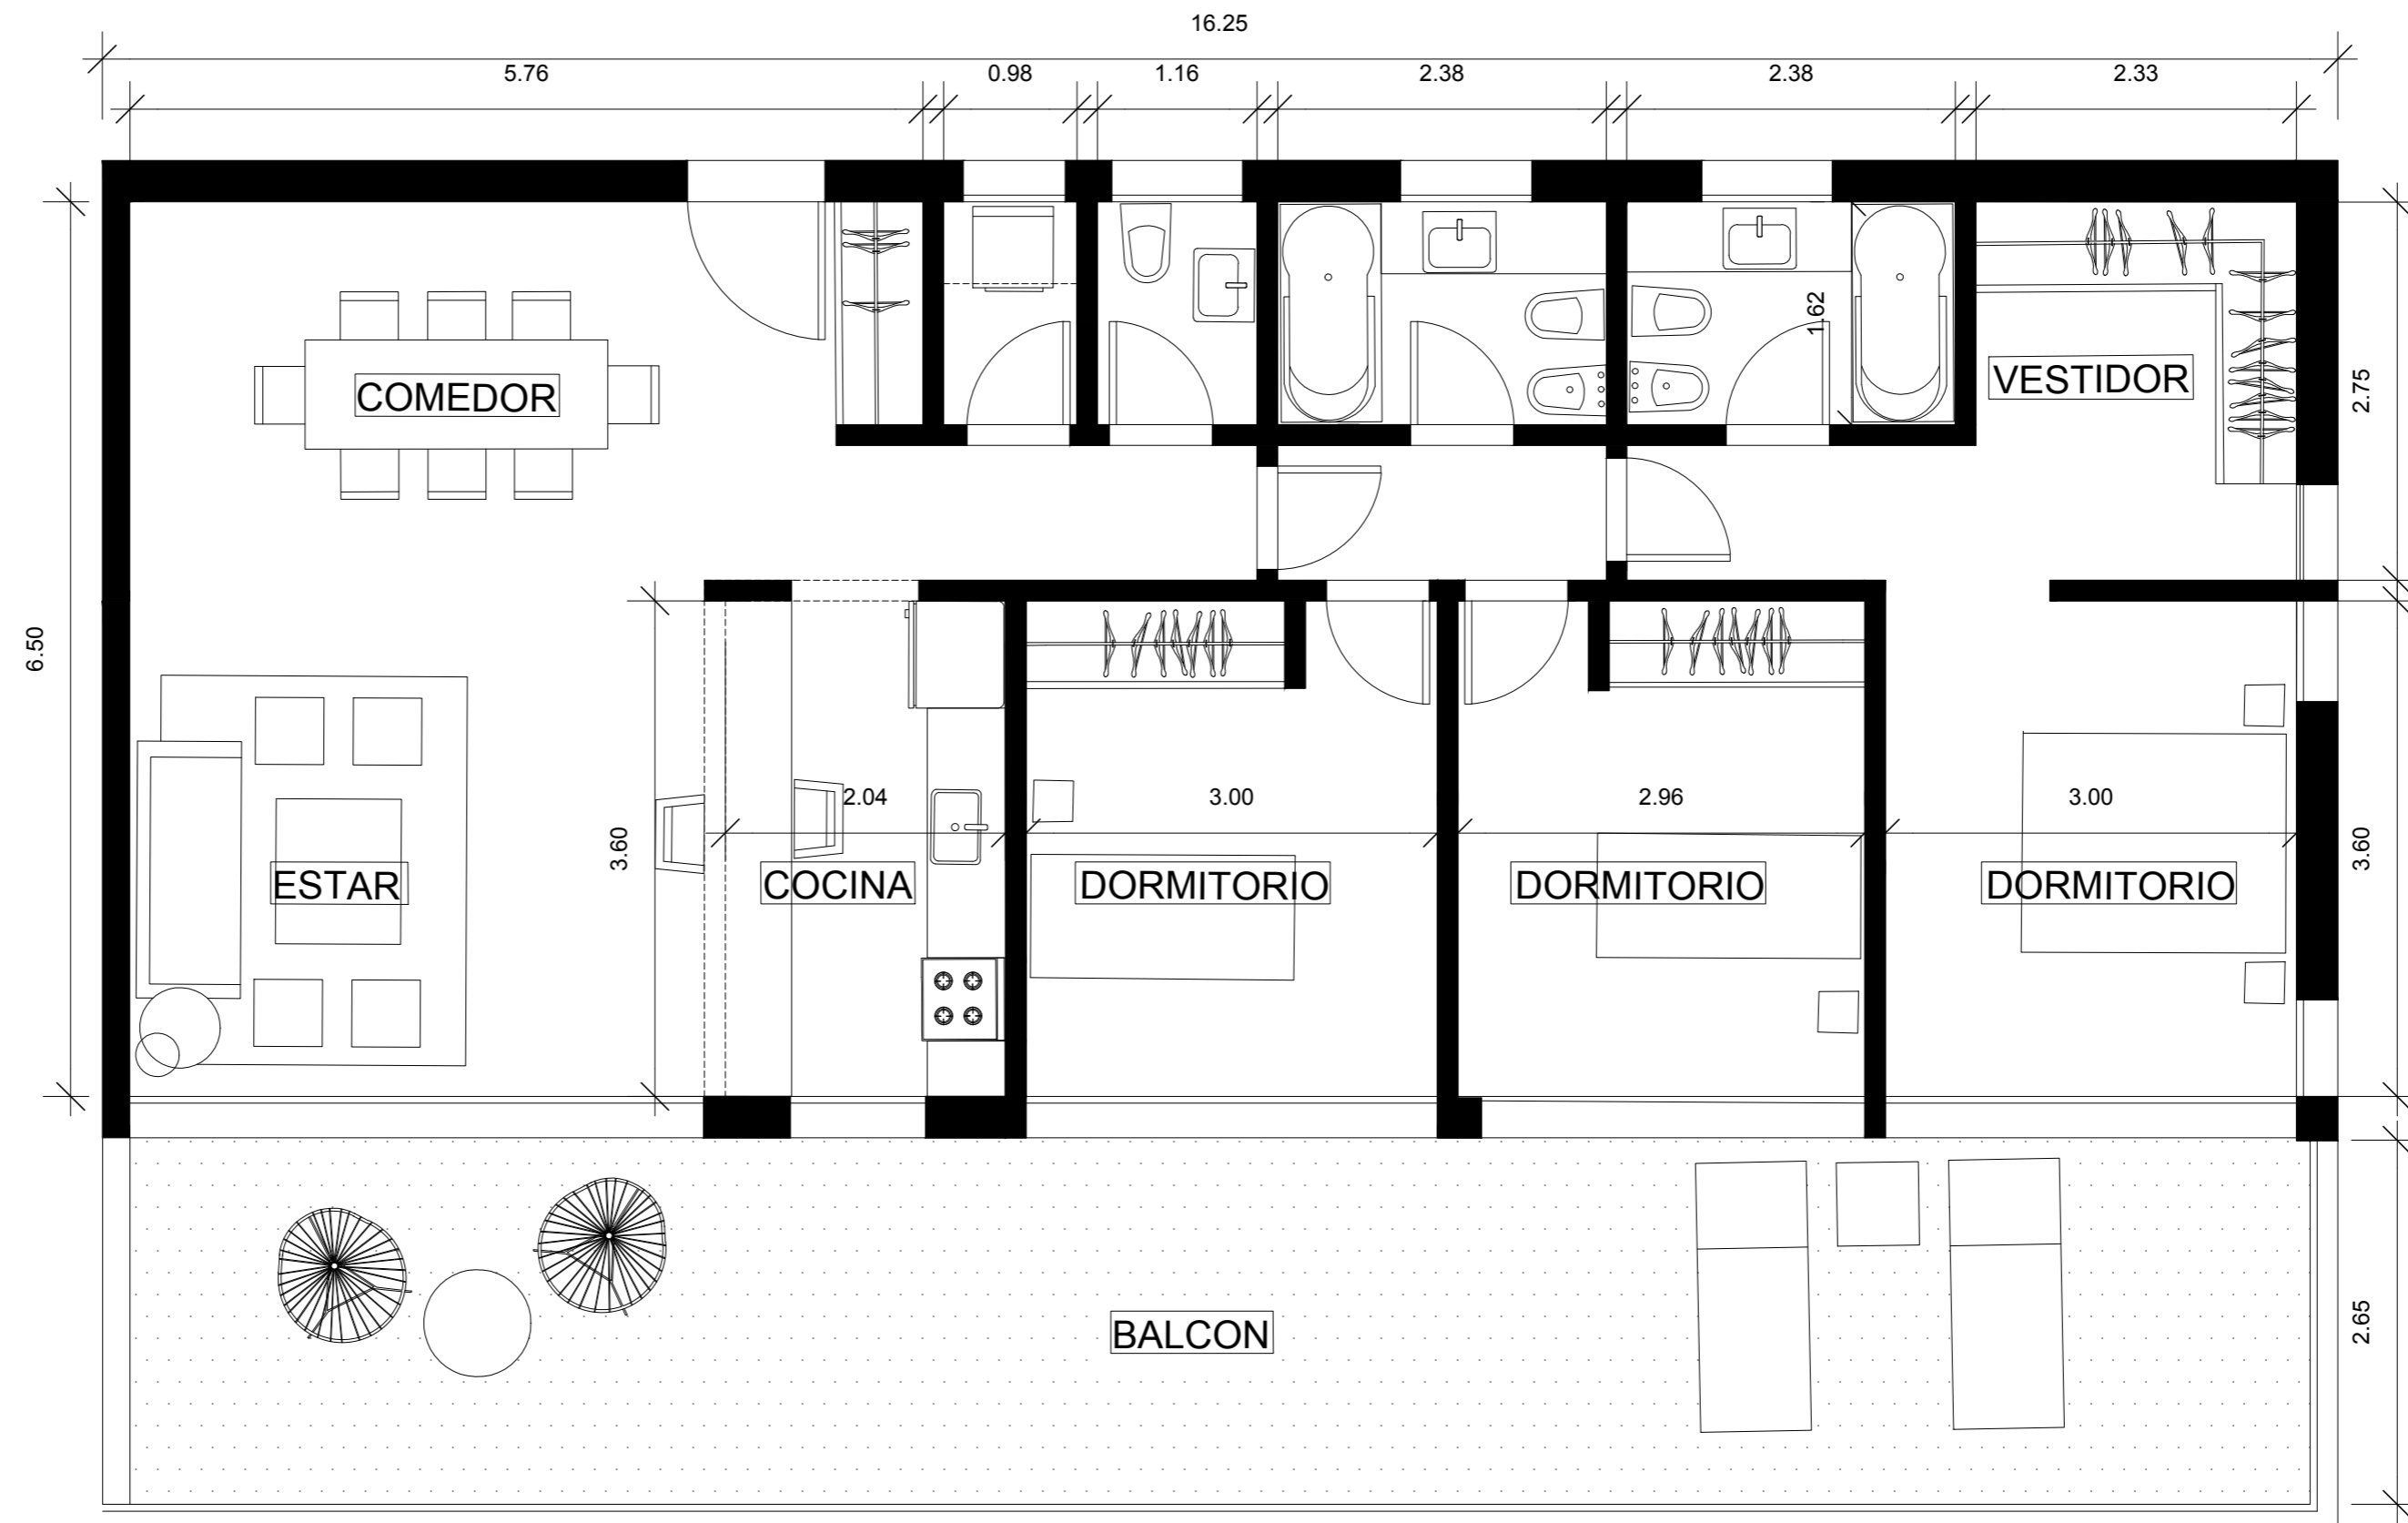 16.25
5.76
0.98
1.16
2.38
2.38
2.33
1.62
COMEDOR
VESTIDOR
2.75
6.50
2.04
3.00
2.96
3.00
3.60
3.60
ESTAR
COCINA
DORMITORIO
DORMITORIO
DORMITORIO
BALCON
2.65